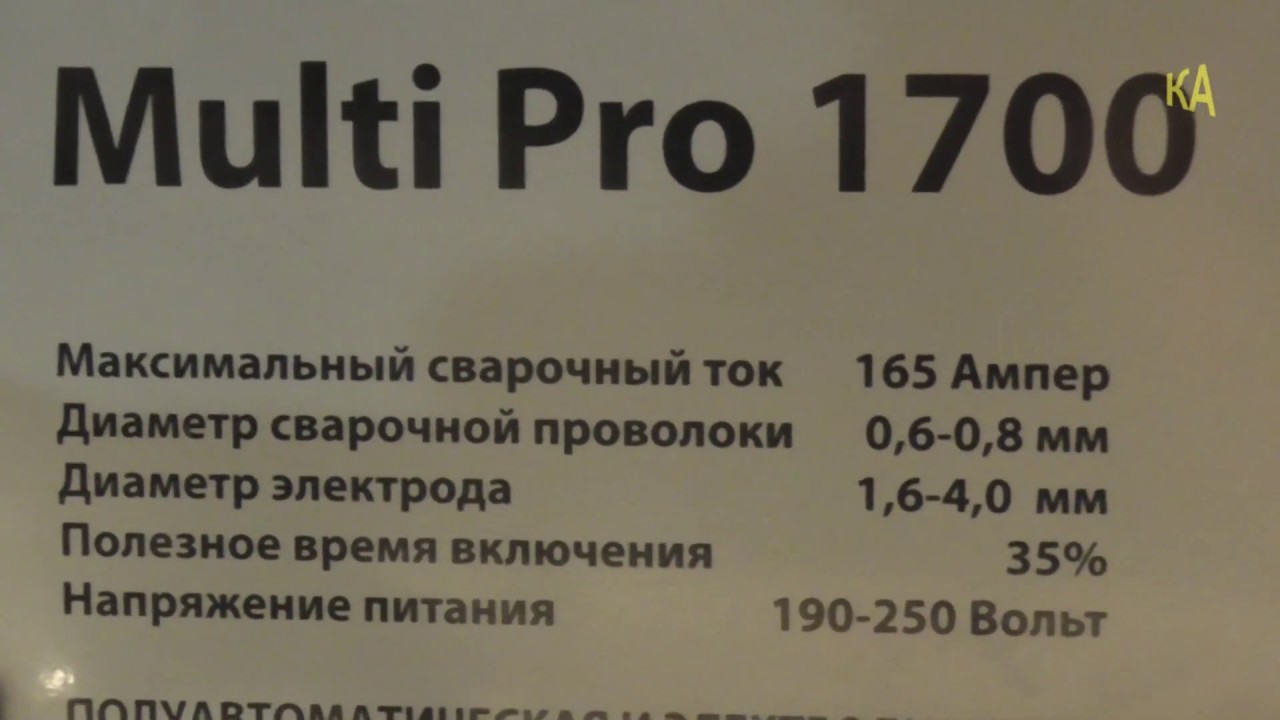 Multi Pro 1700
КА
Максимальный сварочный ток 165 Ампер
Диаметр сварочной проволоки 0,6-0,8 мм
Диаметр электрода 1,6-4,0 мм
Полезное время включения 35%
Напряжение питания 190-250 Вольт
ПОЛУАВТОМАТИЧЕСКАЯ И